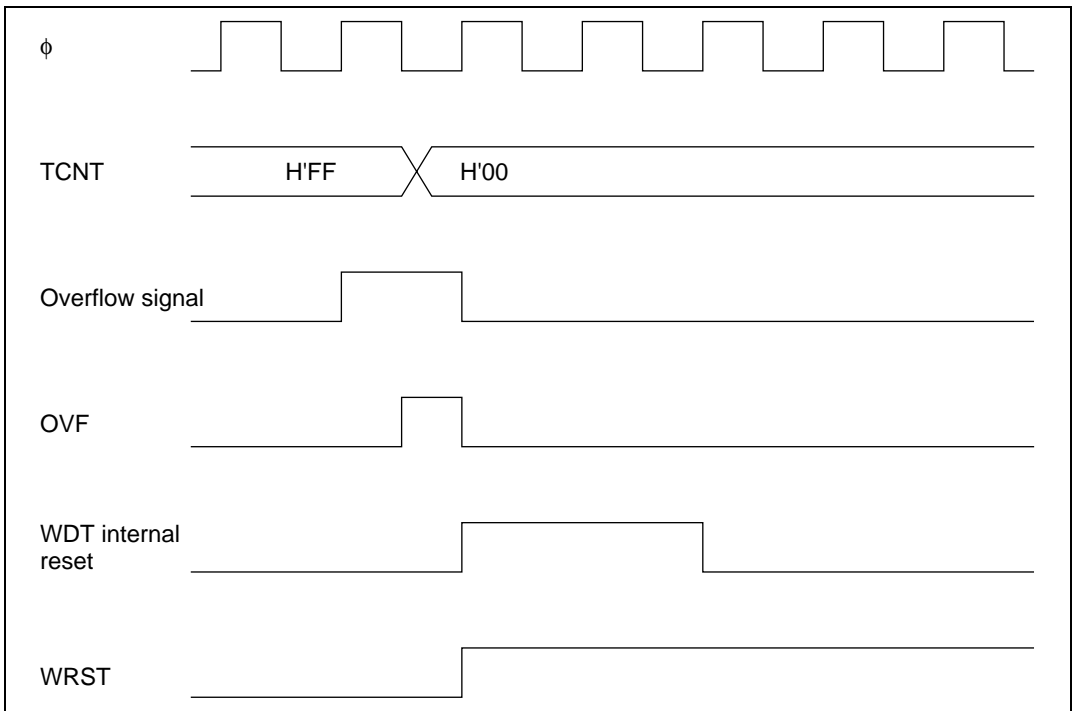 ϕ
TCNT H'FF H'00
Overflow signal
OVF
WDT internal
reset
WRST